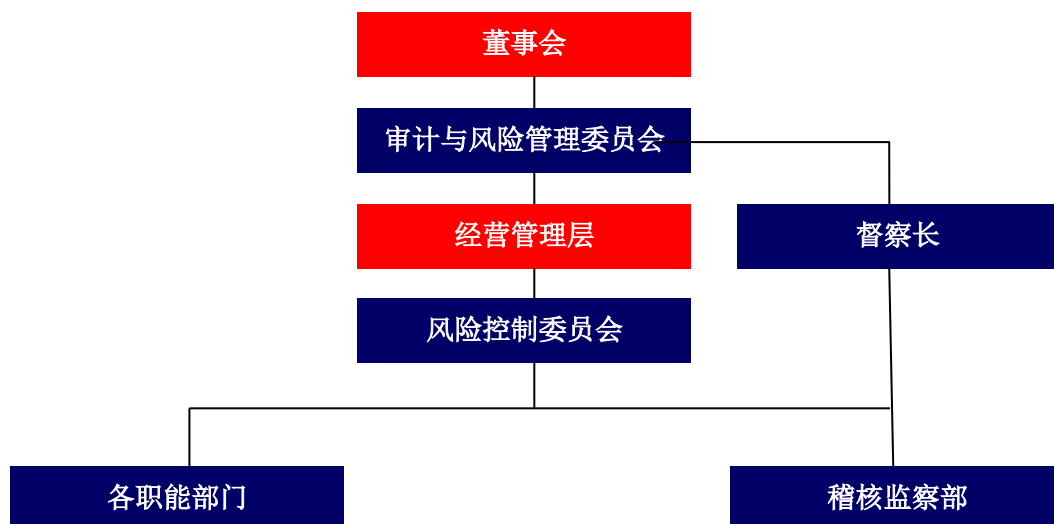 董事会
审计与风险管理委员会
经营管理层
督察长
风险控制委员会
各职能部门
稽核监察部